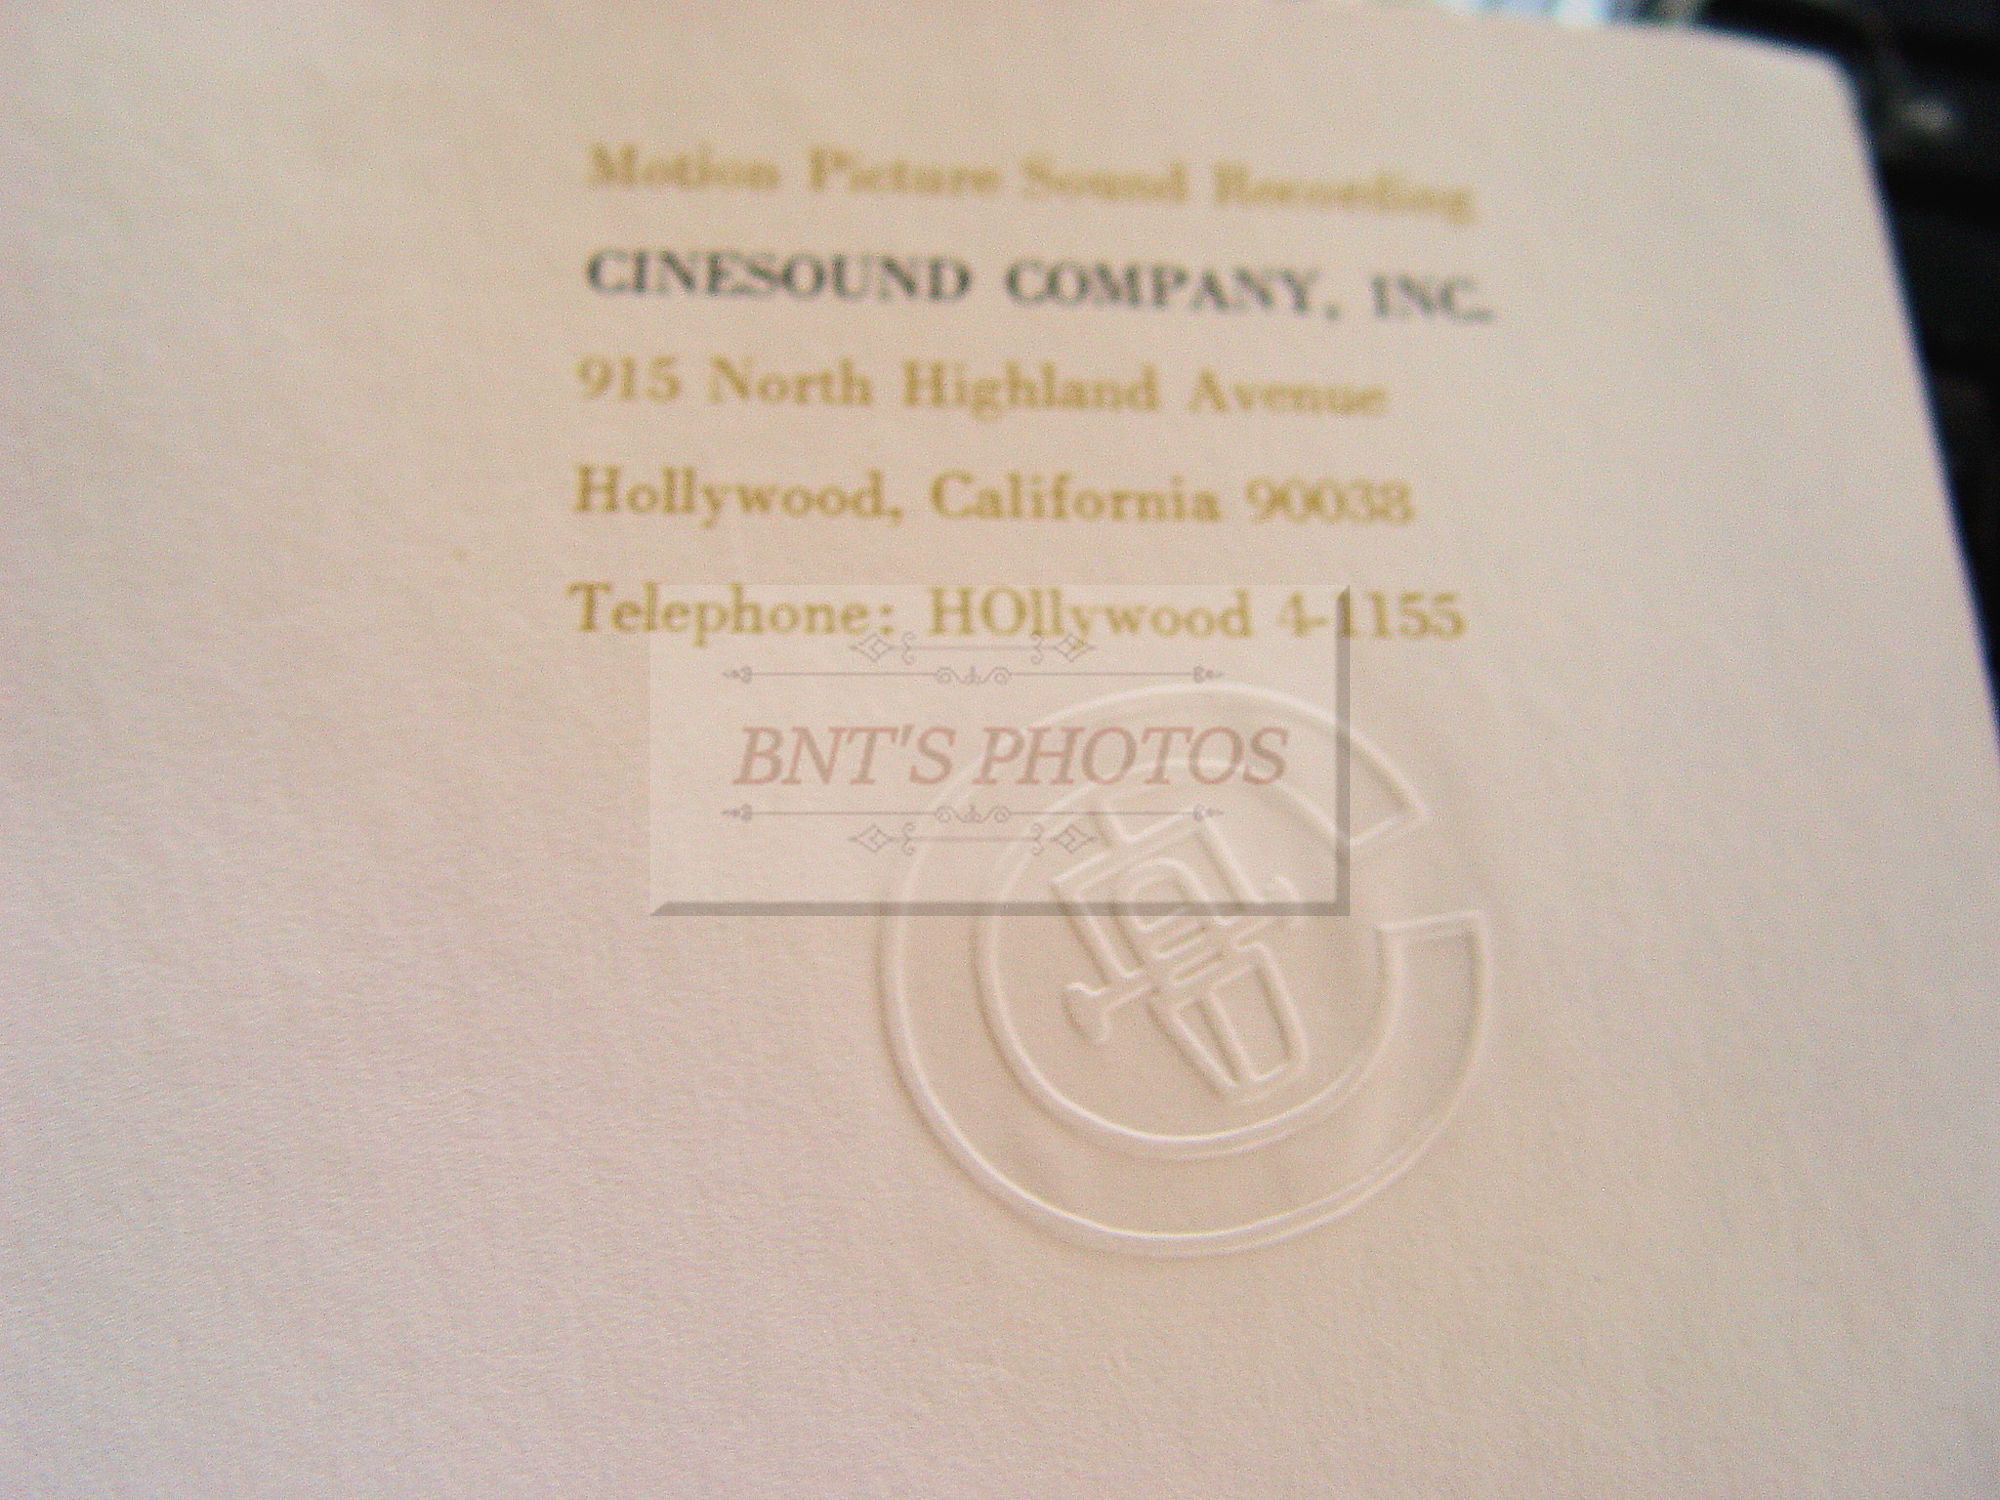 Motion Picture Sound Recording
CINESOUND COMPANY, INC.
915 North Highland Avenue
Hollywood, California 90038
Telephone: HOllywood 4-1155
BNT'S PHOTOS